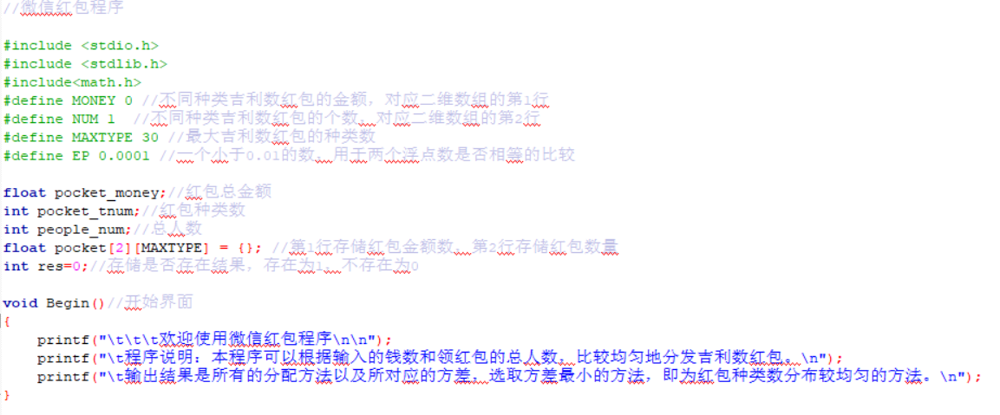 //微信红包程序
#include <stdio.h>
#include <stdlib.h>
#include<math.h>
#define MONEY 0 //不同种类吉利数红包的金额，对应二维数组的第1行
#define NUM 1  //不同种类吉利数红包的个数，对应二维数组的第2行
#define MAXTYPE 30 //最大吉利数红包的种类数
#define EP 0.0001 //一个小于0.01的数，用于两个浮点数是否相等的比较
float pocket_money;//红包总金额
int pocket_tnum;//红包种类数
int people_num;//总人数
float pocket[2][MAXTYPE] = {}; //第1行存储红包金额数，第2行存储红包数量
int res=0;//存储是否存在结果，存在为1，不存在为0
void Begin()//开始界面
{
    printf("\t\t\t欢迎使用微信红包程序\n\n");
    printf("\t程序说明：本程序可以根据输入的钱数和领红包的总人数，比较均匀地分发吉利数红包。\n");
    printf("\t输出结果是所有的分配方法以及所对应的方差，选取方差最小的方法，即为红包种类数分布较均匀的方法。\n");
}